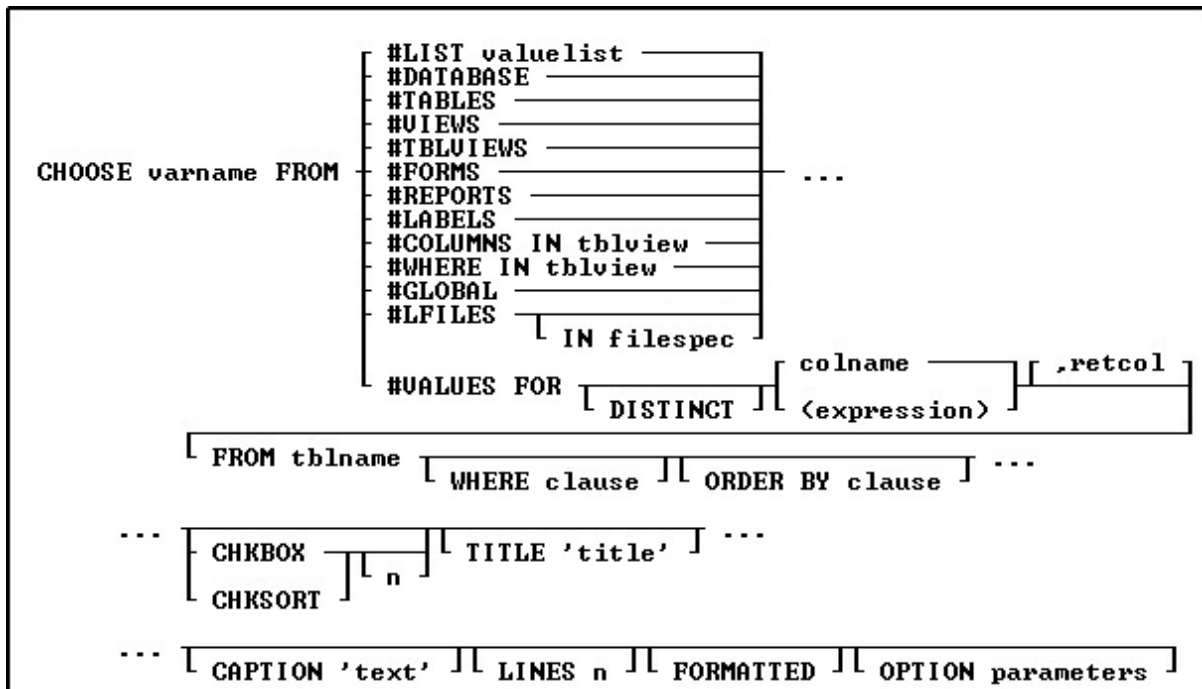 #LIST valuelist
#DATABASE
#TABLES
#VIEWS
#TBLVIEWS
CHOOSE varname FROM #FORMS ...
#REPORTS
#LABELS
#COLUMNS IN tblview
#WHERE IN tblview
#GLOBAL
#LFILES
IN filespec
colname ,retcol
#VALUES FOR
DISTINCT (expression)
FROM tblname
WHERE clause ORDER BY clause ...
... CHKBOX TITLE 'title' ...
n
CHKSORT
... CAPTION 'text' LINES n FORMATTED OPTION parameters